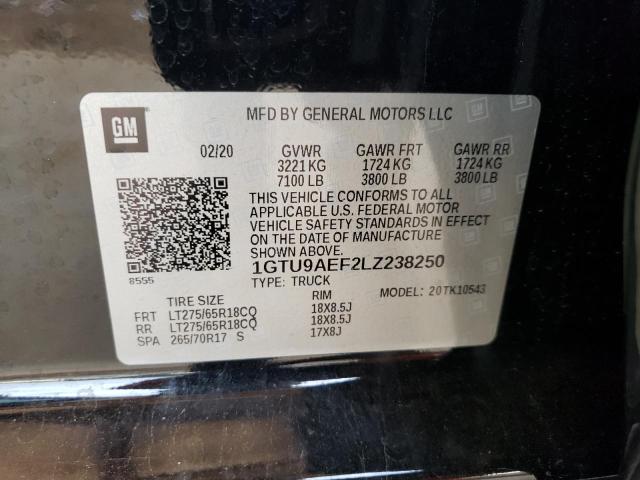 GM
MFD BY GENERAL MOTORS LLC
02/20 GVWR GAWR FRT GAWR RR
3221 KG 1724 KG 1724 KG
7100 LB 3800 LB 3800 LB
THIS VEHICLE CONFORMS TO ALL
APPLICABLE U.S. FEDERAL MOTOR
VEHICLE SAFETY STANDARDS IN EFFECT
ON THE DATE OF MANUFACTURE
SHOWN ABOVE.
1GTU9AEF2LZ238250
8555
TYPE: TRUCK MODEL: 20TK10543
TIRE SIZE RIM
FRT LT275/65R18CQ 18X8.5J
RR LT275/65R18CQ 18X8.5J
SPA 265/70R17 S 17X8J